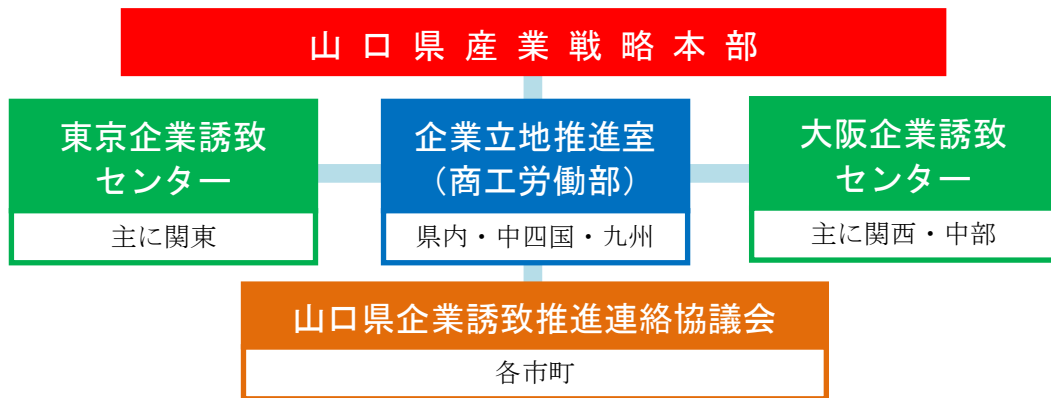 山口県産業戦略本部
東京企業誘致
センター
主に関東
企業立地推進室
（商工労働部）
県内・中四国・九州
大阪企業誘致
センター
主に関西・中部
山口県企業誘致推進連絡協議会
各市町